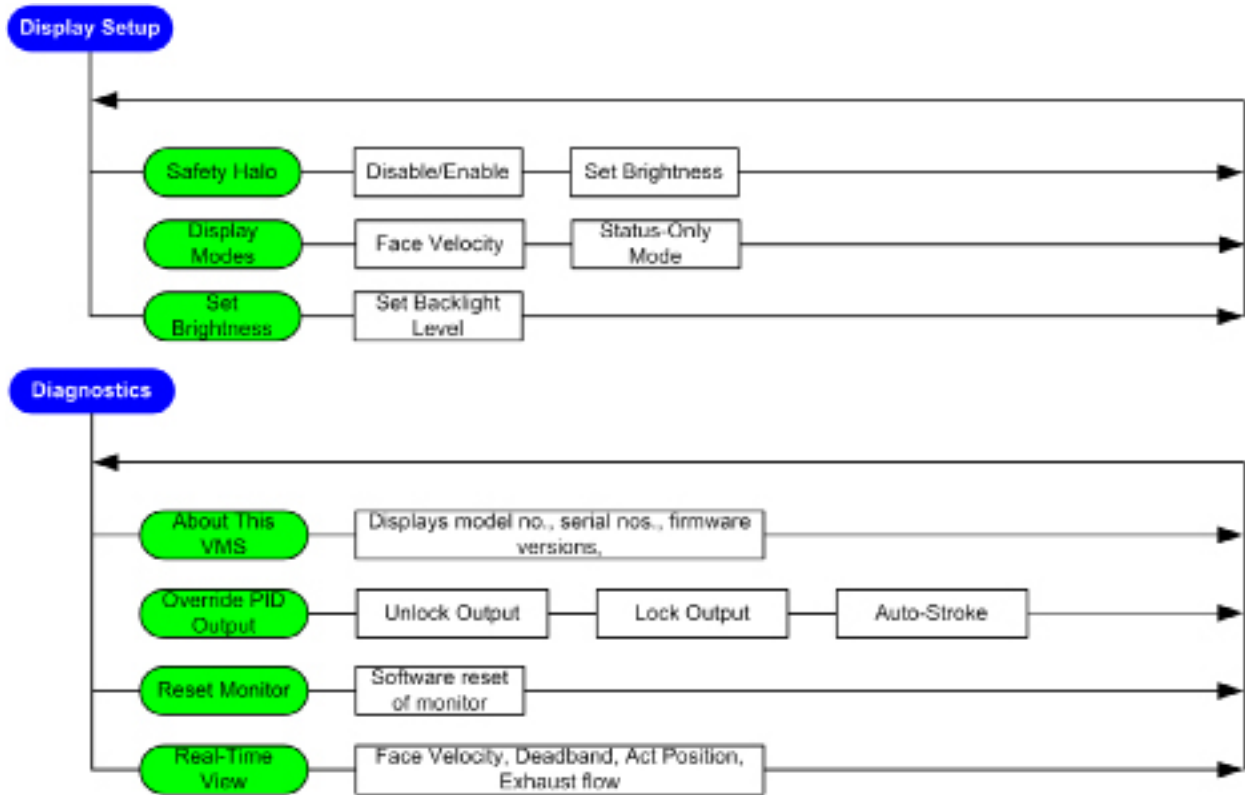 Display Setup
Safety Halo
Disable/Enable
Set Brightness
Display
Modes
Face Velocity
Status-Only
Mode
Set
Brightness
Set Backlight
Level
Diagnostics
About This
VMS
Displays model no., serial nos., firmware
versions,
Override PID
Output
Unlock Output
Lock Output
Auto-Stroke
Reset Monitor
Software reset
of monitor
Real-Time
View
Face Velocity, Deadband, Act Position,
Exhaust flow